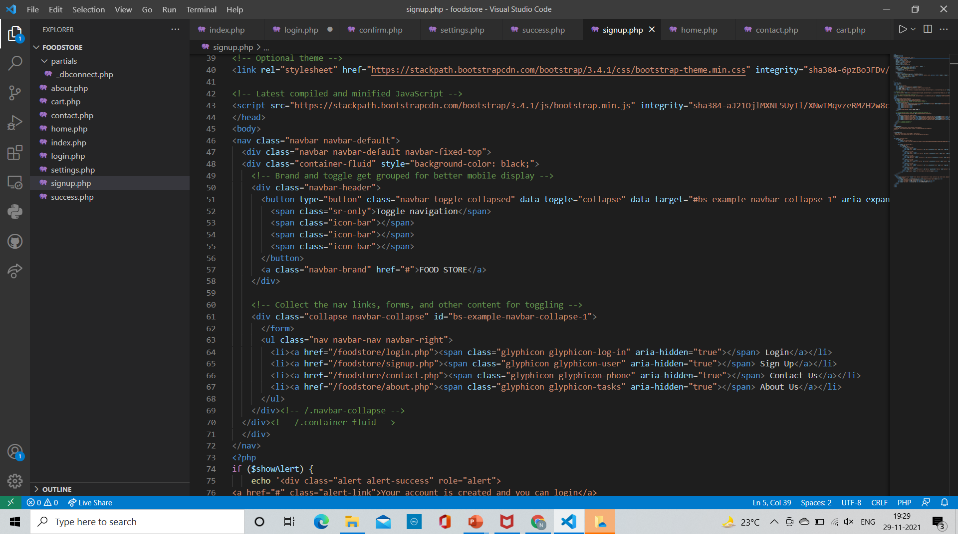 File Edit Selection View Go Run Terminal Help
signup.php - foodstore - Visual Studio Code
EXPLORER
FOODSTORE
partials
_dbconnect.php
about.php
cart.php
contact.php
home.php
index.php
login.php
settings.php
signup.php
success.php
OUTLINE
index.php login.php confirm.php settings.php success.php signup.php home.php contact.php cart.php
signup.php > ...
39 <!-- Optional theme -->
40 <link rel="stylesheet" href="https://stackpath.bootstrapcdn.com/bootstrap/3.4.1/css/bootstrap-theme.min.css" integrity="sha384-6pzBo3FDv/
41
42 <!-- Latest compiled and minified JavaScript -->
43 <script src="https://stackpath.bootstrapcdn.com/bootstrap/3.4.1/js/bootstrap.min.js"
44 </head>
45 <body>
46 <nav class="navbar navbar-default">
47 <div class="navbar navbar-default navbar-fixed-top">
48 <div class="container-fluid" style="background-color: black;">
49 <!-- Brand and toggle get grouped for better mobile display -->
50 <div class="navbar-header">
51 <button type="button" class="navbar-toggle collapsed" data-toggle="collapse" data-target="#bs-example-navbar-collapse-1" aria-expan
52 <span class="sr-only">Toggle navigation</span>
53 <span class="icon-bar"></span>
54 <span class="icon-bar"></span>
55 <span class="icon-bar"></span>
56 </button>
57 <a class="navbar-brand" href="#">FOOD STORE</a>
58 </div>
59
60 <!-- Collect the nav links, forms, and other content for toggling -->
61 <div class="collapse navbar-collapse" id="bs-example-navbar-collapse-1">
62 </form>
63 <ul class="nav navbar-nav navbar-right">
64 <li><a href="/foodstore/login.php"><span class="glyphicon glyphicon-log-in" aria-hidden="true"></span> Login</a></li>
65 <li><a href="/foodstore/signup.php"><span class="glyphicon glyphicon-user" aria-hidden="true"></span> Sign Up</a></li>
66 <li><a href="/foodstore/contact.php"><span class="glyphicon glyphicon-phone" aria-hidden="true"></span> Contact Us</a></li>
67 <li><a href="/foodstore/about.php"><span class="glyphicon glyphicon-tasks" aria-hidden="true"></span> About Us</a></li>
68 </ul>
69 </div><!-- /.navbar-collapse -->
70 </div><!-- /.container-fluid -->
71 </div>
72 </nav>
73 <?php
74 if ($showAlert) {
75 echo '<div class="alert alert-success" role="alert">
76 <a href="#" class="alert-link">Your account is created and you can login</a>
0 0 Live Share
Ln 5, Col 39 Spaces: 2 UTF-8 CRLF PHP
Type here to search
23°C ENG 19:29
29-11-2021
3